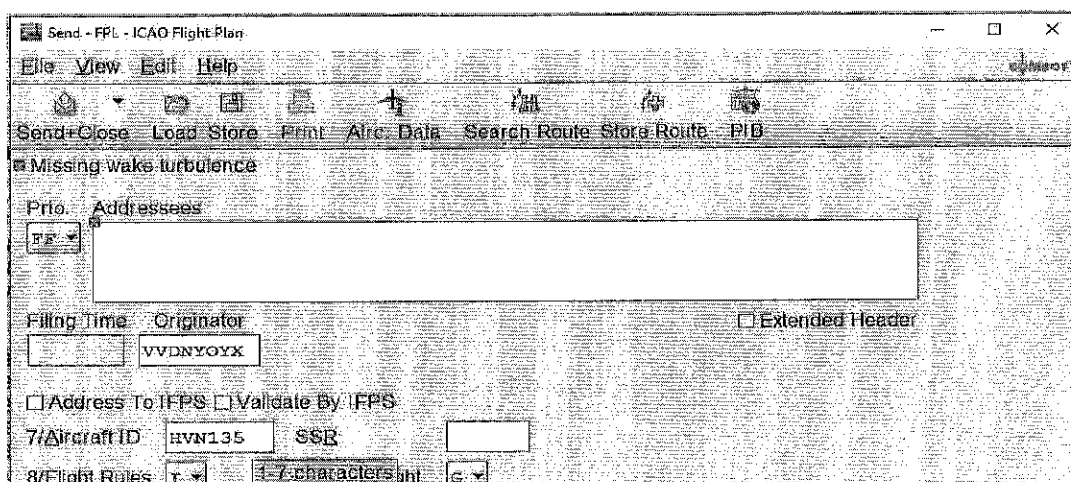 Send - FPL - ICAO Flight Plan
File View Edit Help
Send+Close Load Store Print Airc. Data Search Route Store Route PIB
Missing wake turbulence
Prio. Addressees
FF
Filing Time Originator
Extended Header
VVDNYOYX
Address To IFPS Validate By IFPS
7/Aircraft ID HVN135 SSR
8/Flight Rules I 1-7 characters ght G